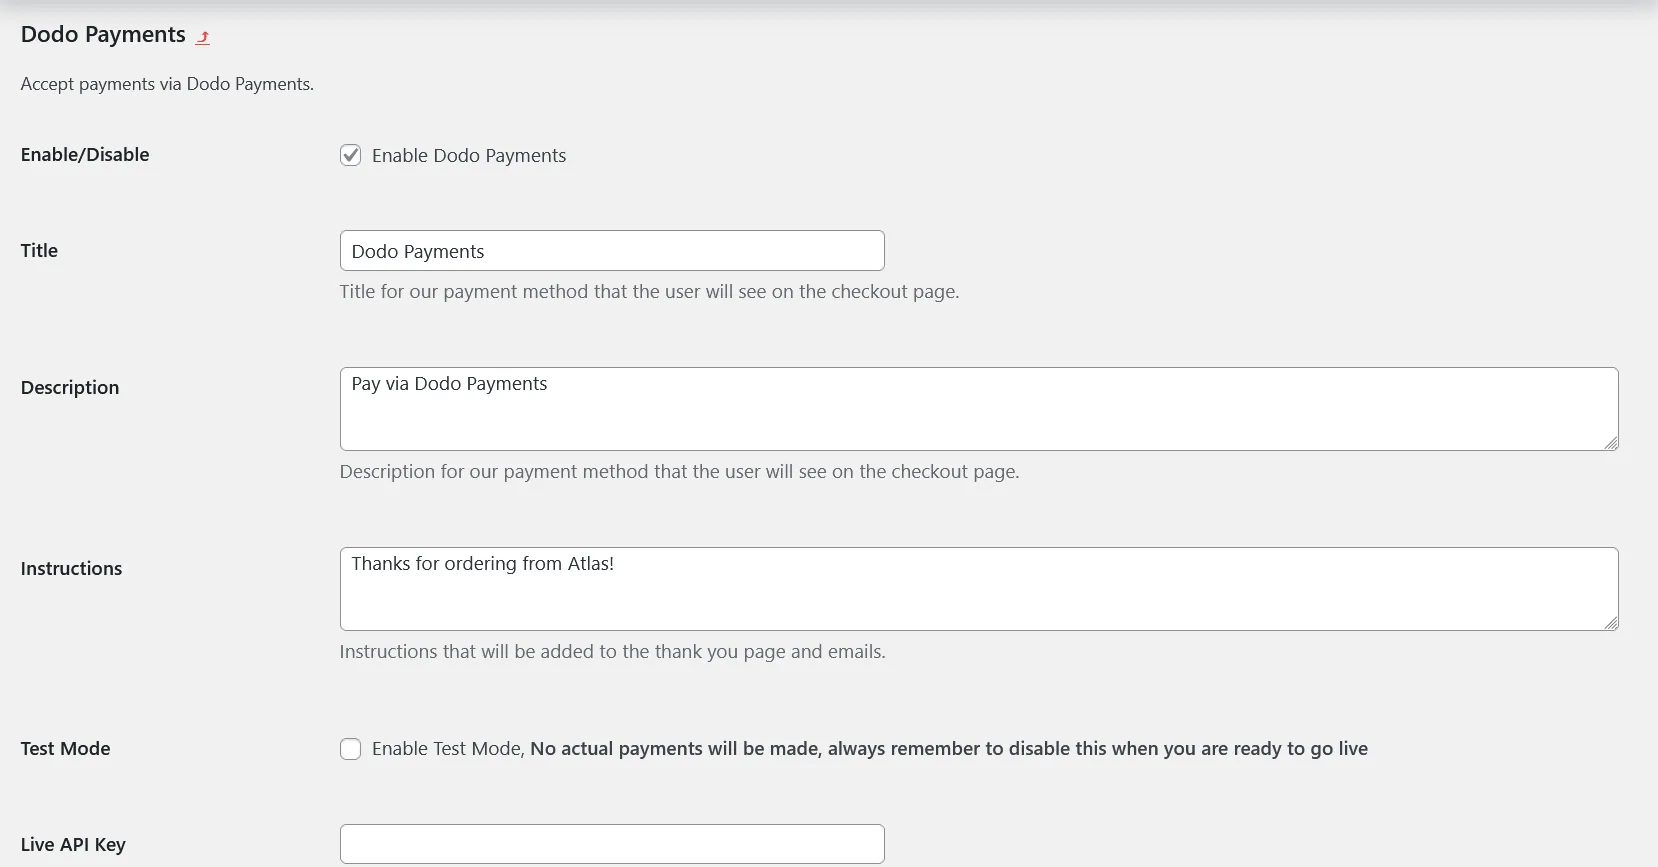 Dodo Payments
Accept payments via Dodo Payments.
Enable/Disable
Enable Dodo Payments
Title
Dodo Payments
Title for our payment method that the user will see on the checkout page.
Description
Pay via Dodo Payments
Description for our payment method that the user will see on the checkout page.
Instructions
Thanks for ordering from Atlas!
Instructions that will be added to the thank you page and emails.
Test Mode
Enable Test Mode, No actual payments will be made, always remember to disable this when you are ready to go live
Live API Key